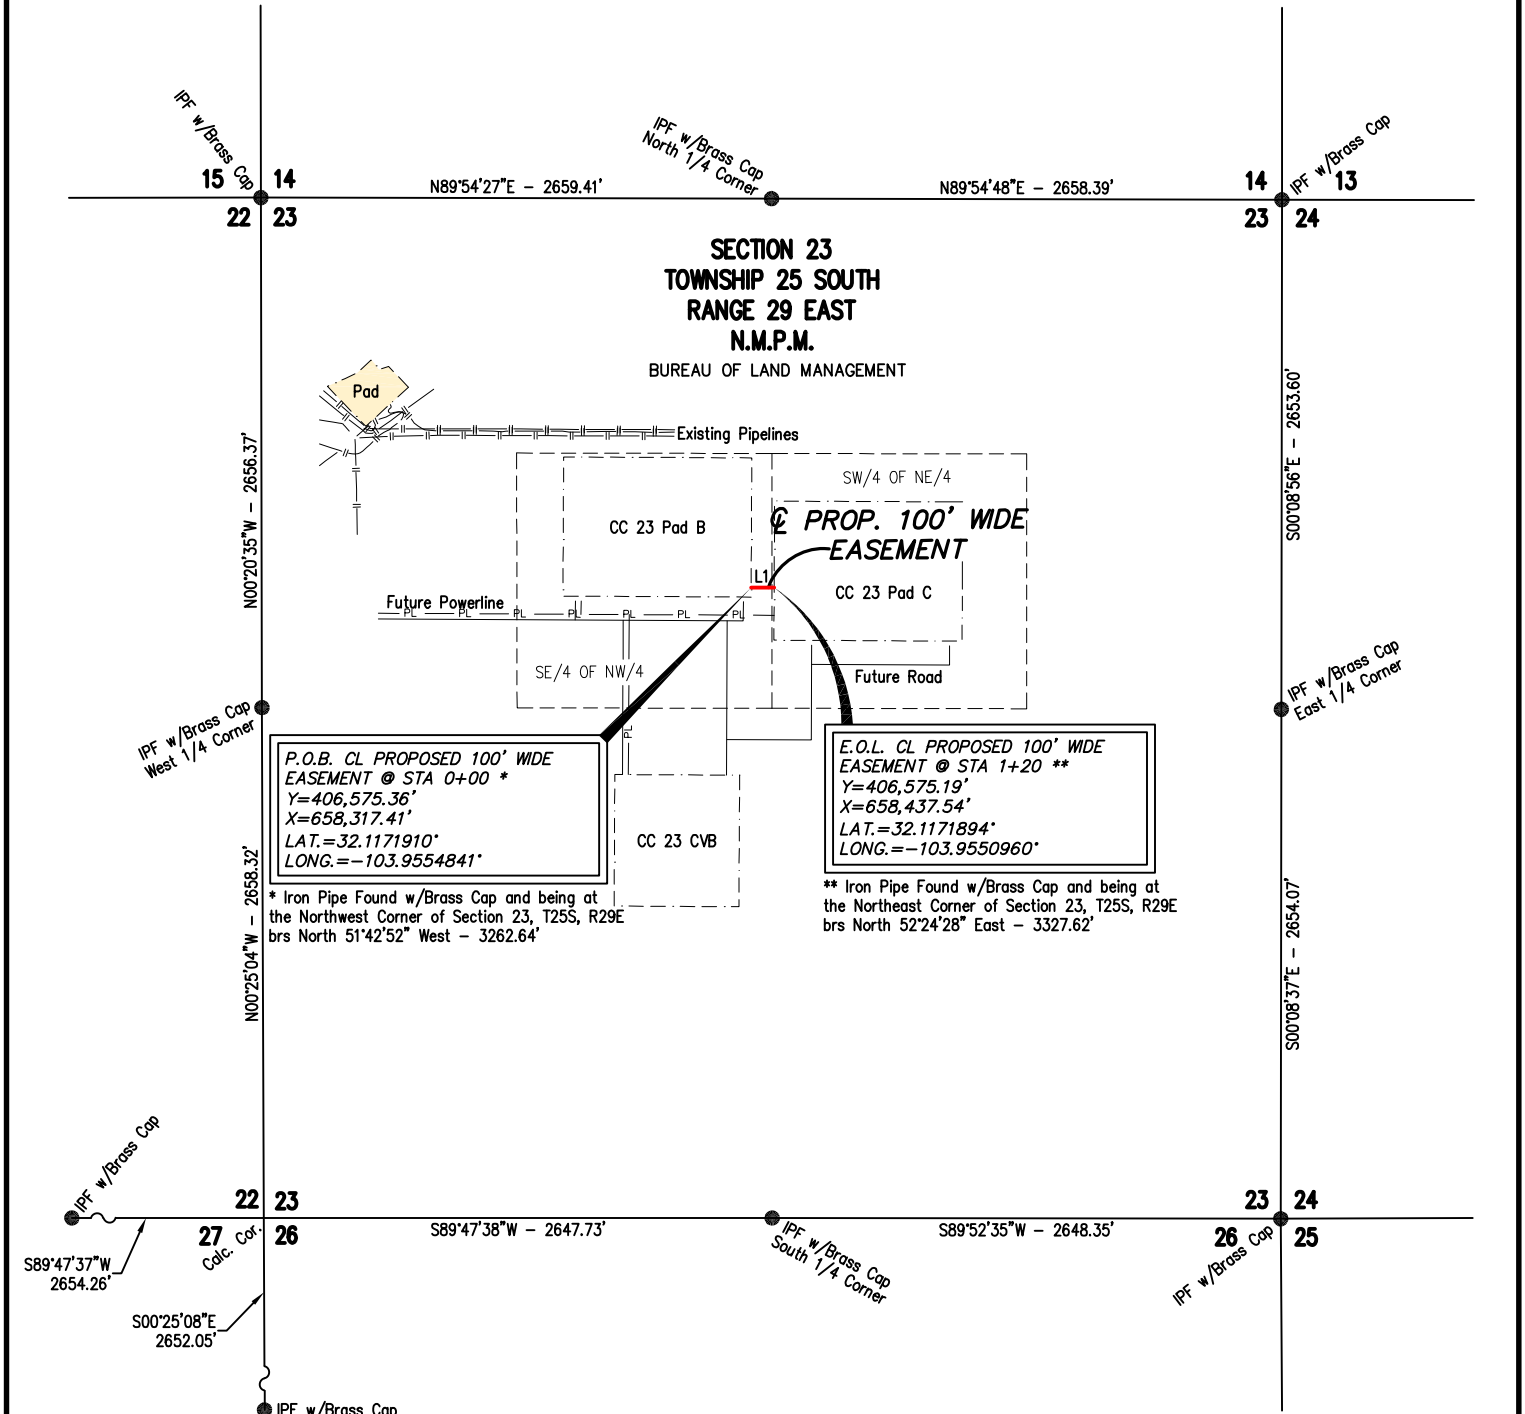 IPF w/Brass Cap
IPF w/Brass Cap
North 1/4 Corner
IPF w/Brass Cap
15 14
N89°54'27"E - 2659.41'
N89°54'48"E - 2658.39'
14 13
22 23
23 24
SECTION 23
TOWNSHIP 25 SOUTH
RANGE 29 EAST
N.M.P.M.
BUREAU OF LAND MANAGEMENT
Pad
Existing Pipelines
N00°20'35"W - 2656.37'
S00°08'56"E - 2653.60'
SW/4 OF NE/4
CC 23 Pad B
℄ PROP. 100' WIDE
EASEMENT
L1
CC 23 Pad C
Future Powerline
PL PL PL PL PL PL PL
SE/4 OF NW/4
Future Road
PL
IPF w/Brass Cap
West 1/4 Corner
IPF w/Brass Cap
East 1/4 Corner
P.O.B. CL PROPOSED 100' WIDE
EASEMENT @ STA 0+00 *
Y=406,575.36'
X=658,317.41'
LAT.=32.1171910°
LONG.=-103.9554841°
E.O.L. CL PROPOSED 100' WIDE
EASEMENT @ STA 1+20 **
Y=406,575.19'
X=658,437.54'
LAT.=32.1171894°
LONG.=-103.9550960°
CC 23 CVB
* Iron Pipe Found w/Brass Cap and being at
the Northwest Corner of Section 23, T25S, R29E
brs North 51°42'52" West - 3262.64'
** Iron Pipe Found w/Brass Cap and being at
the Northeast Corner of Section 23, T25S, R29E
brs North 52°24'28" East - 3327.62'
N00°25'04"W - 2658.32'
S00°08'37"E - 2654.07'
IPF w/Brass Cap
22 23
23 24
27 26
Calc. Cor.
S89°47'38"W - 2647.73'
S89°52'35"W - 2648.35'
26 25
IPF w/Brass Cap
South 1/4 Corner
IPF w/Brass Cap
S89°47'37"W
2654.26'
S00°25'08"E
2652.05'
IPF w/Brass Cap